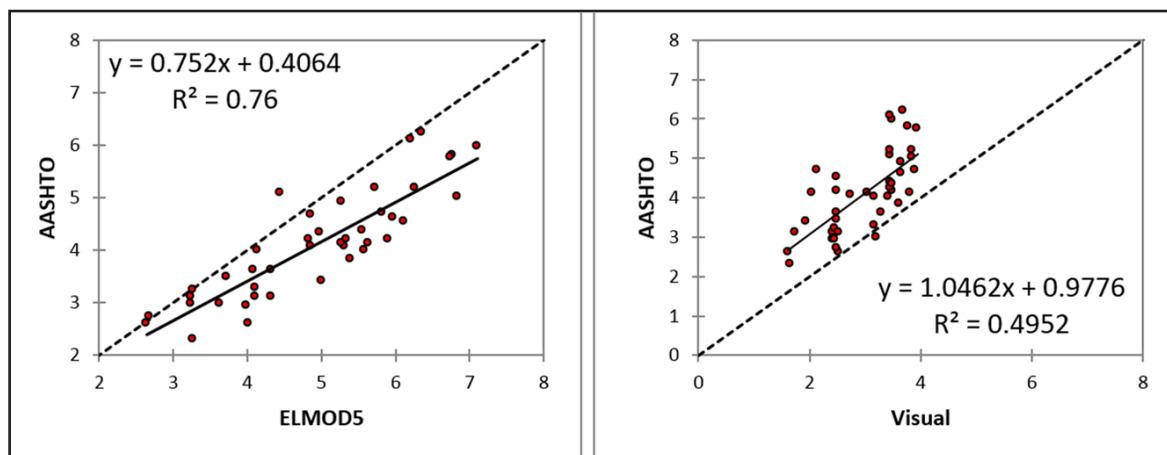 8
7
6
5
4
3
2
y = 0.752x + 0.4064
R² = 0.76
AASHTO
2 3 4 5 6 7 8
ELMOD5
8
7
6
5
4
3
2
1
0
y = 1.0462x + 0.9776
R² = 0.4952
AASHTO
0 2 4 6 8
Visual